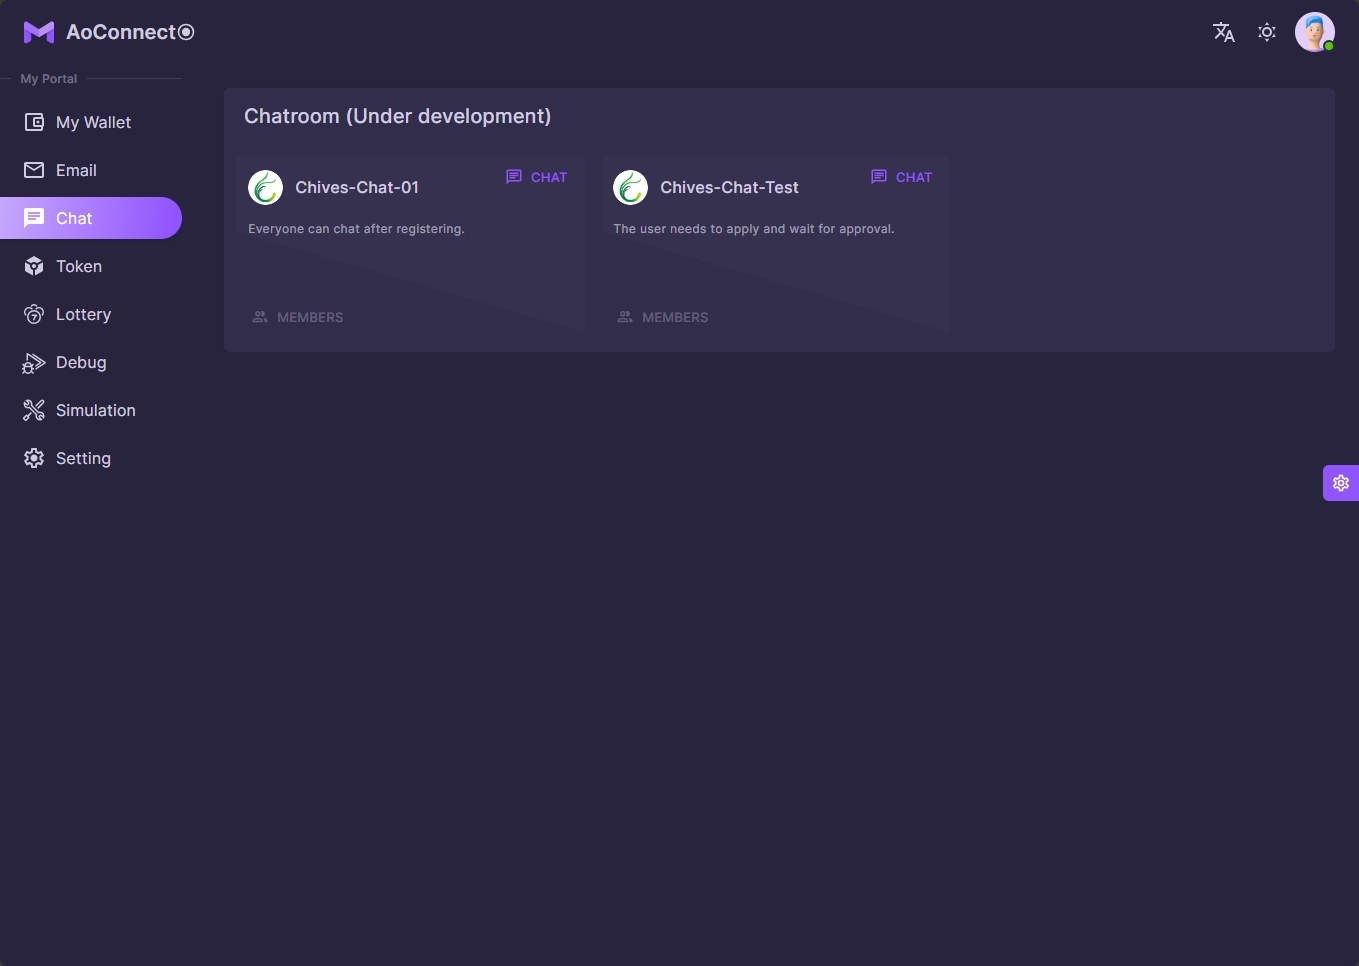 AoConnect
My Portal
My Wallet
Email
Chat
Token
Lottery
Debug
Simulation
Setting
Chatroom (Under development)
Chives-Chat-01
CHAT
Everyone can chat after registering.
MEMBERS
Chives-Chat-Test
CHAT
The user needs to apply and wait for approval.
MEMBERS